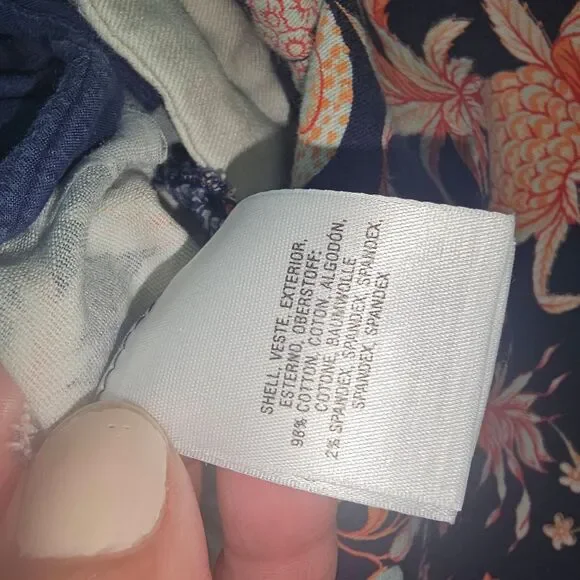 SHELL, VESTE, EXTERIOR,
ESTERNO, OBERSTOFF:
98% COTTON, COTON, ALGODÓN,
COTONE, BAUMWOLLE
2% SPANDEX, SPANDEX, SPANDEX,
SPANDEX, SPANDEX